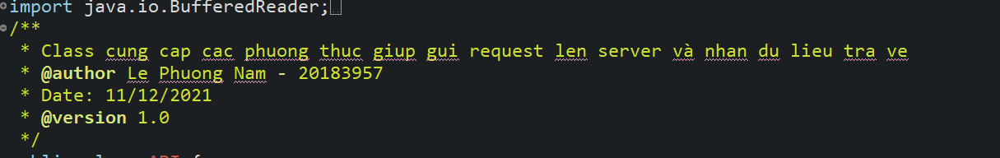 import java.io.BufferedReader;
/**
 * Class cung cap cac phuong thuc giup gui request len server và nhan du lieu tra ve
 * @author Le Phuong Nam - 20183957
 * Date: 11/12/2021
 * @version 1.0
 */